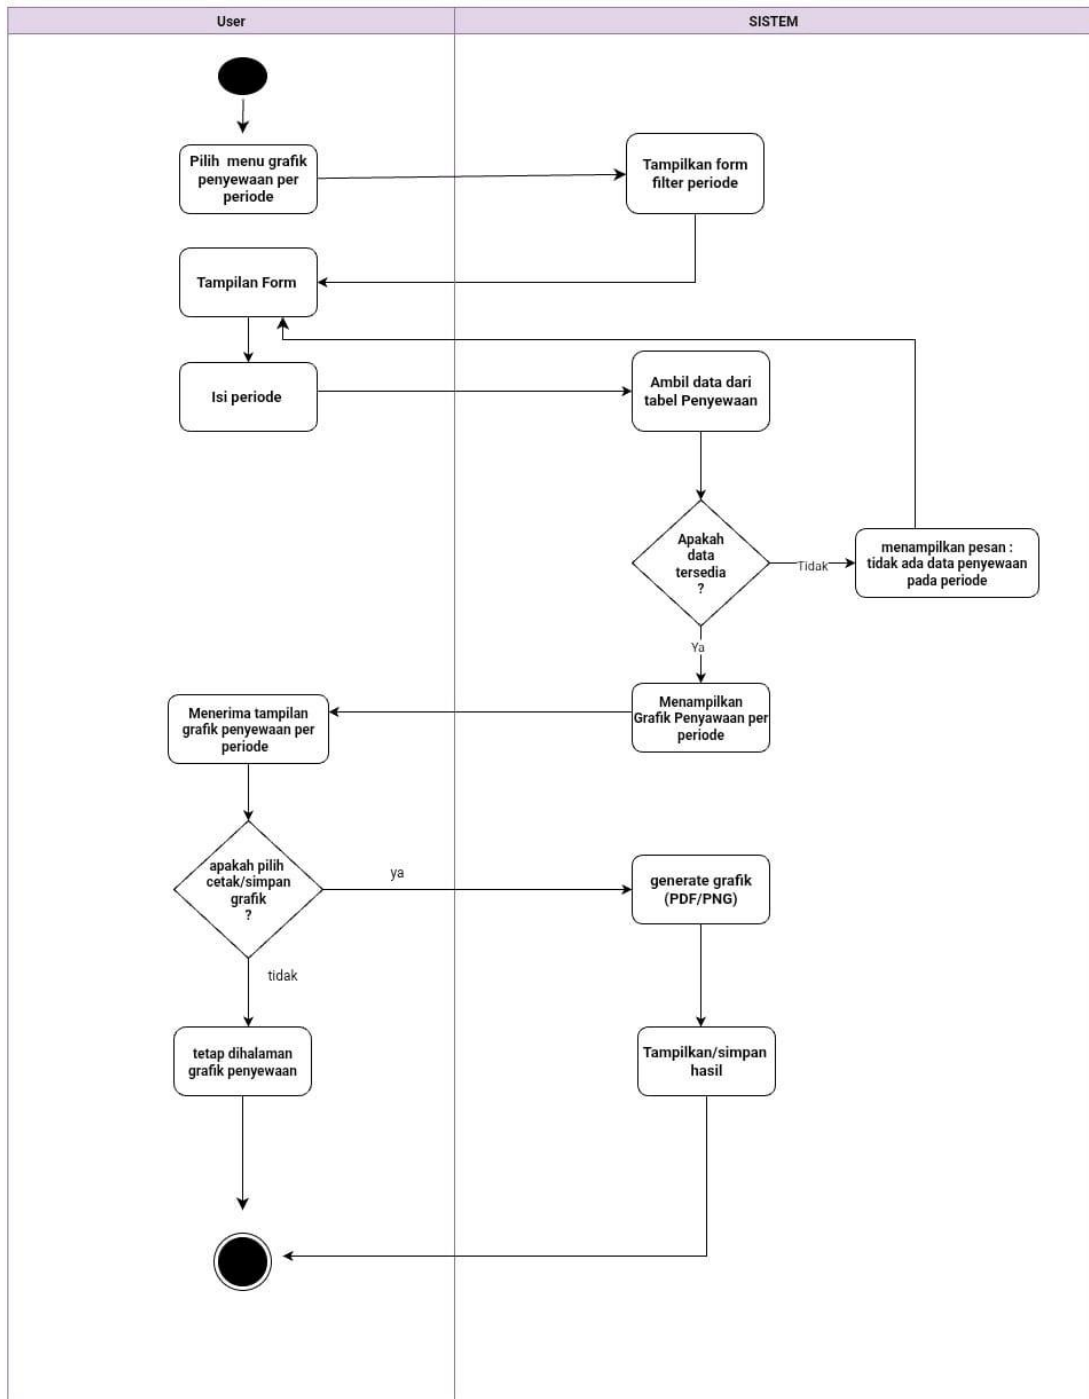 User
SISTEM
Pilih menu grafik
penyewaan per
periode
Tampilkan form
filter periode
Tampilan Form
Isi periode
Ambil data dari
tabel Penyewaan
Apakah
data
tersedia
?
Tidak
menampilkan pesan :
tidak ada data penyewaan
pada periode
Ya
Menampilkan
Grafik Penyawaan per
periode
Menerima tampilan
grafik penyewaan per
periode
apakah pilih
cetak/simpan
grafik
?
ya
generate grafik
(PDF/PNG)
tidak
tetap dihalaman
grafik penyewaan
Tampilkan/simpan
hasil